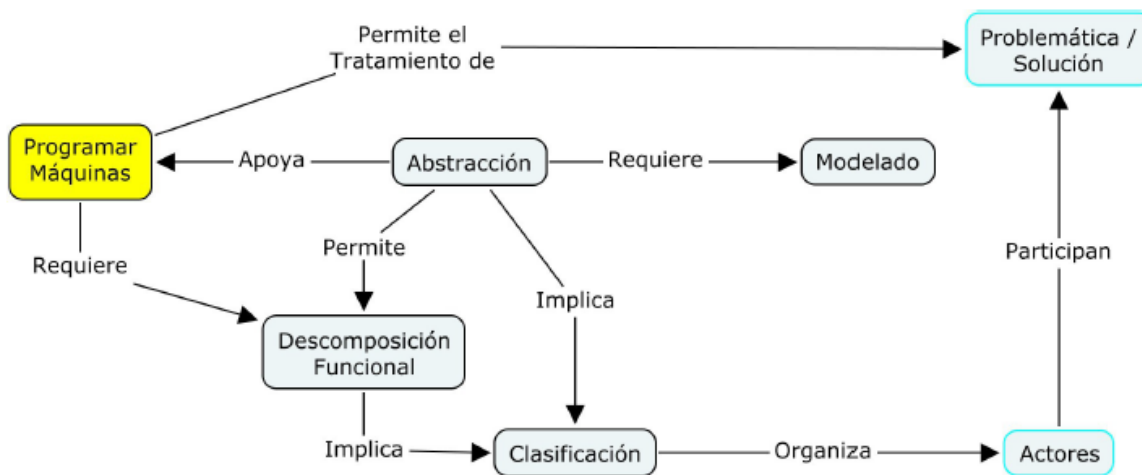 Permite el
Tratamiento de
Problemática /
Solución
Programar
Máquinas
Apoya
Abstracción
Requiere
Modelado
Requiere
Permite
Participan
Implica
Descomposición
Funcional
Implica
Clasificación
Organiza
Actores